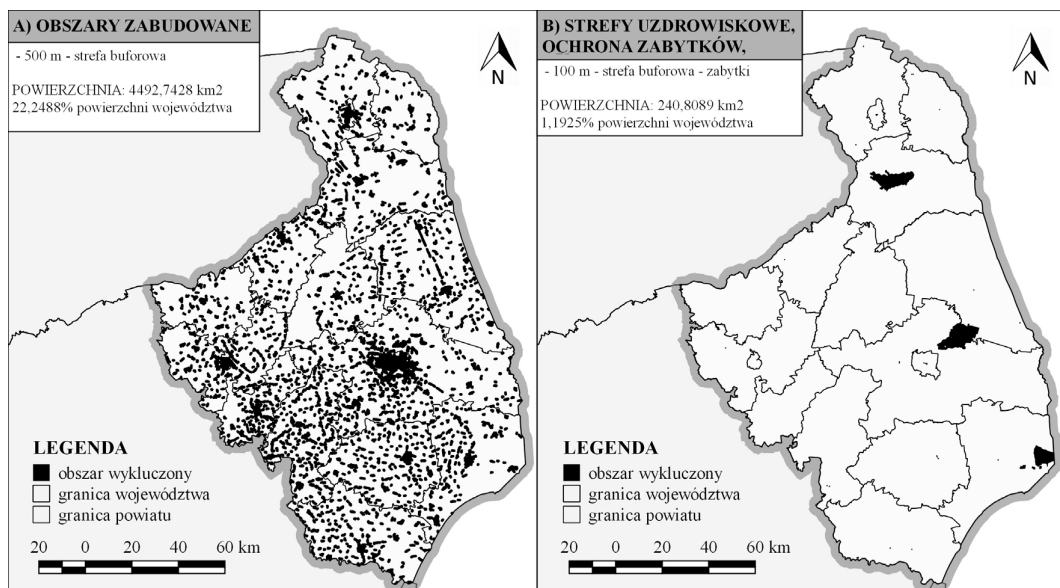 A) OBSZARY ZABUDOWANE
- 500 m - strefa buforowa
POWIERZCHNIA: 4492,7428 km2
22,2488% powierzchni województwa
N
LEGENDA
obszar wykluczony
granica województwa
granica powiatu
20 0 20 40 60 km
B) STREFY UZDROWISKOWE,
OCHRONA ZABYTKÓW,
- 100 m - strefa buforowa - zabytki
POWIERZCHNIA: 240,8089 km2
1,1925% powierzchni województwa
N
LEGENDA
obszar wykluczony
granica województwa
granica powiatu
20 0 20 40 60 km